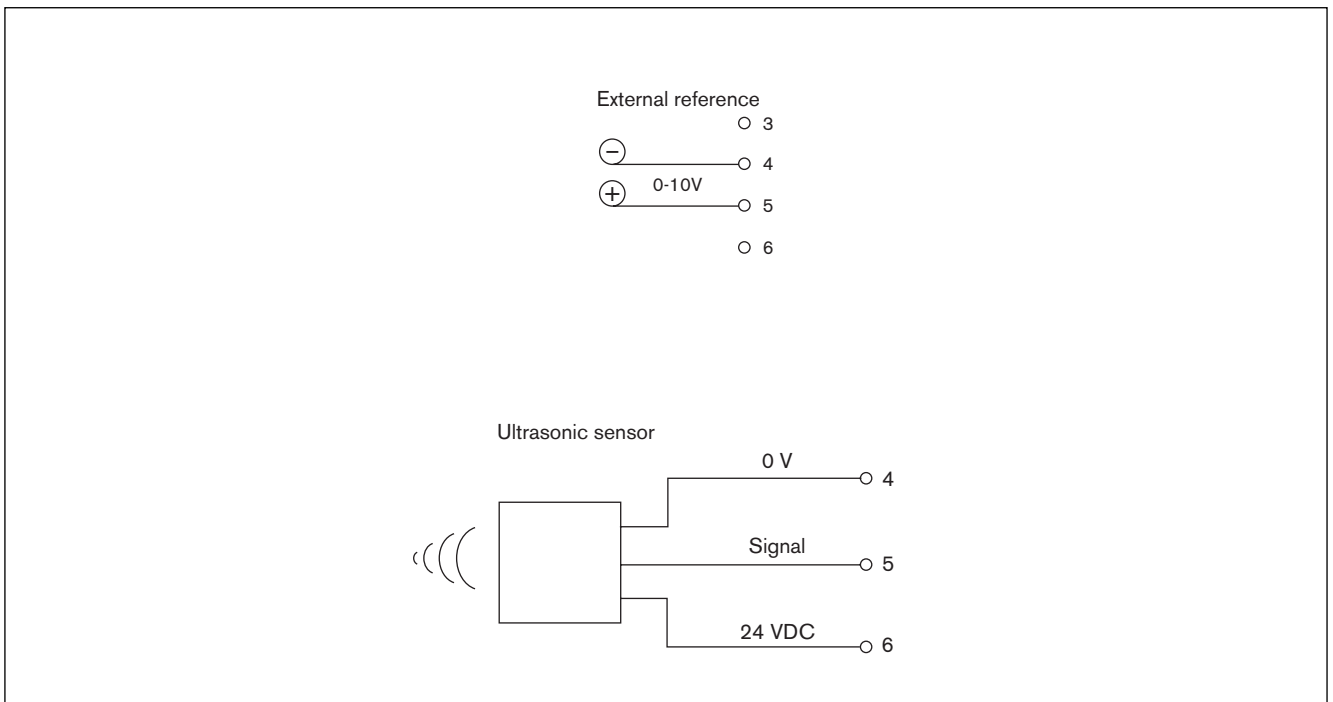 External reference
3
− 4
0-10V
+ 5
6
Ultrasonic sensor
0 V 4
Signal 5
24 VDC 6